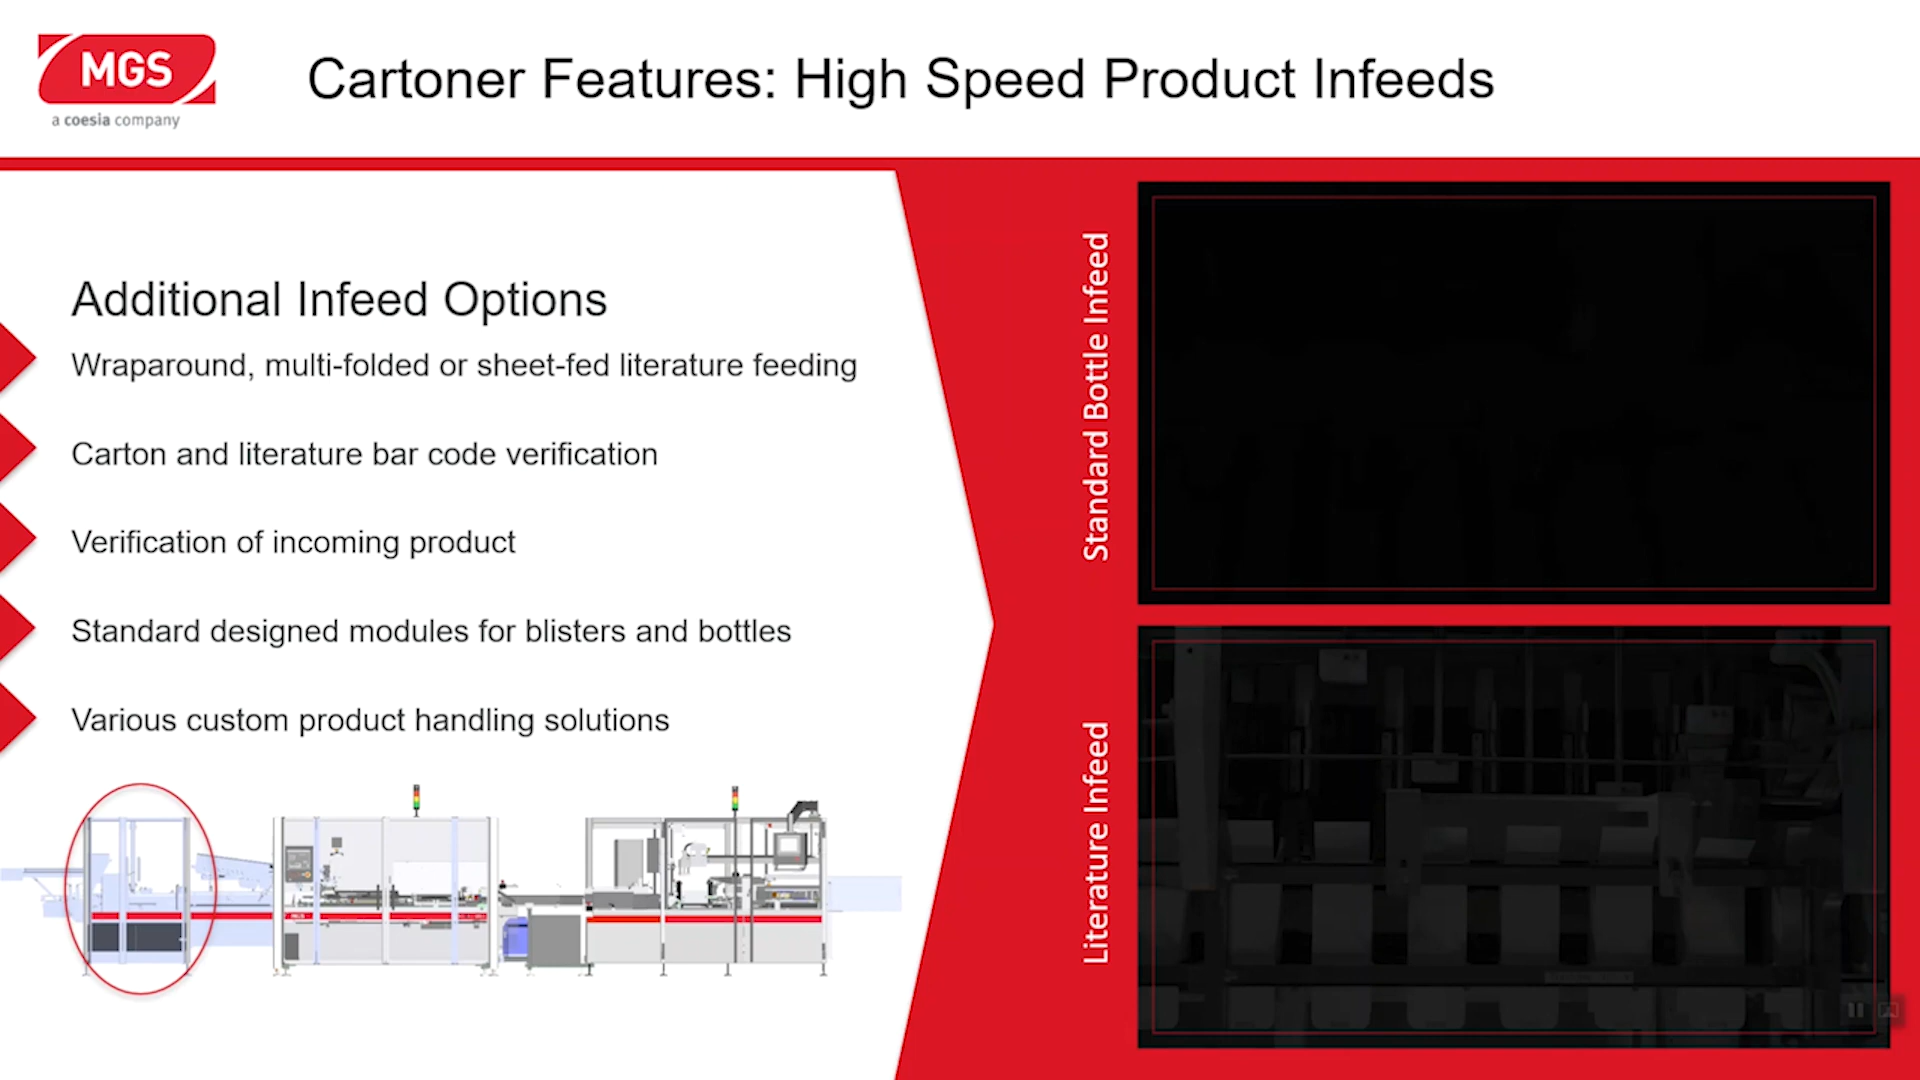 MGS
a coesia company
Cartoner Features: High Speed Product Infeeds
Additional Infeed Options
Wraparound, multi-folded or sheet-fed literature feeding
Carton and literature bar code verification
Verification of incoming product
Standard designed modules for blisters and bottles
Various custom product handling solutions
Standard Bottle Infeed
Literature Infeed